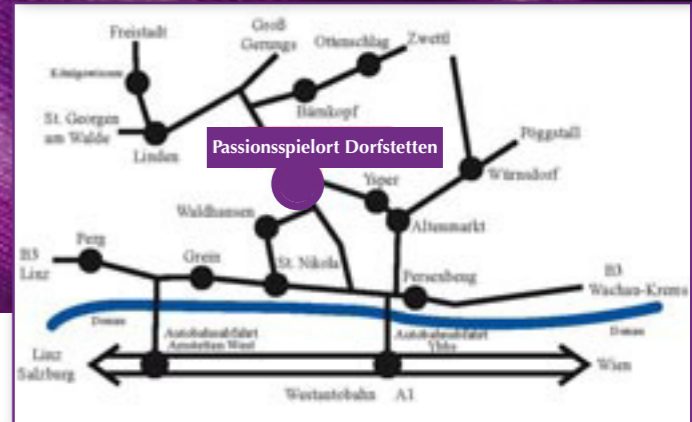 Freistadt
Groß
Gerungs
Ottenschlag
Zwettl
Königswiesen
Bärnkopf
St. Georgen
am Walde
Linden
Passionsspielort Dorfstetten
Pöggstall
Würnsdorf
Ysper
Waldhausen
Altenmarkt
Perg
B3
Linz
Grein
St. Nikola
Persenbeug
B3
Wachau-Krems
Donau
Autobahnabfahrt
Amstetten West
Autobahnabfahrt
Ybbs
Donau
Linz
Salzburg
Wien
Westautobahn A1